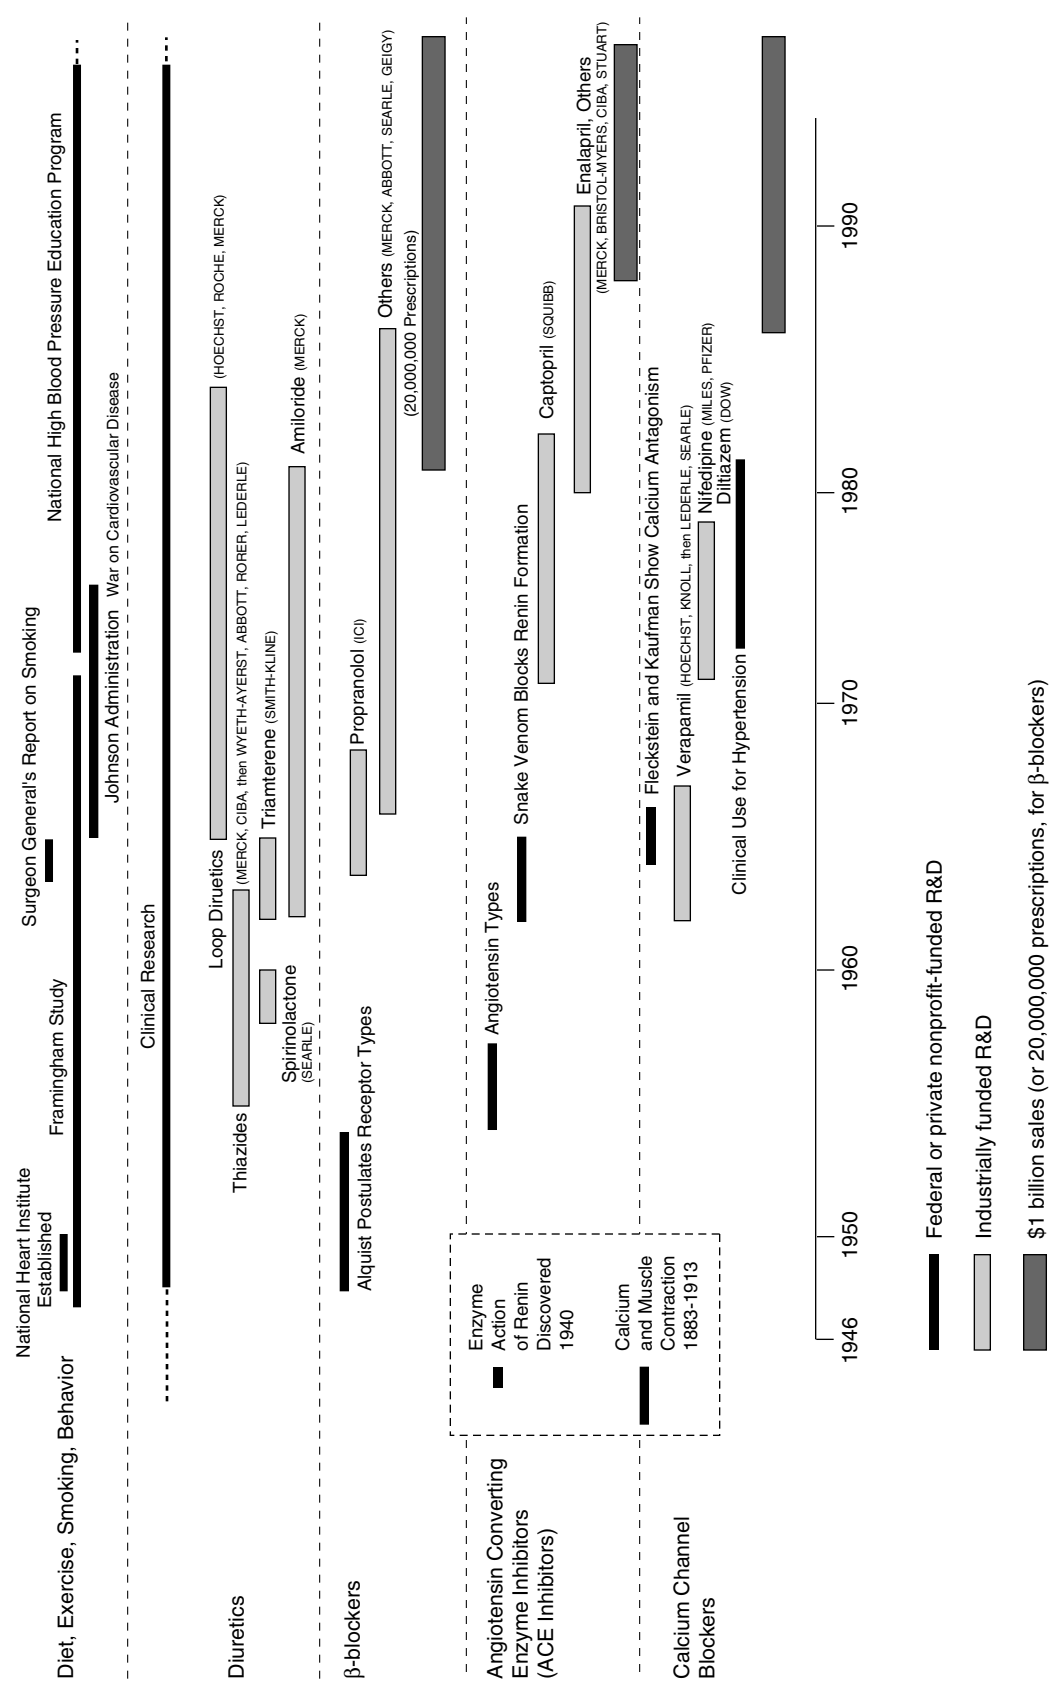 National Heart Institute
Established
Framingham Study
Surgeon General's Report on Smoking
National High Blood Pressure Education Program
Diet, Exercise, Smoking, Behavior
Johnson Administration War on Cardiovascular Disease
Clinical Research
Diuretics
Loop Diruetics
(HOECHST, ROCHE, MERCK)
Thiazides
(MERCK, CIBA, then WYETH-AYERST, ABBOTT, RORER, LEDERLE)
Spirinolactone
(SEARLE)
Triamterene (SMITH-KLINE)
Amiloride (MERCK)
β-blockers
Alquist Postulates Receptor Types
Propranolol (ICI)
Others (MERCK, ABBOTT, SEARLE, GEIGY)
(20,000,000 Prescriptions)
Angiotensin Converting
Enzyme Inhibitors
(ACE Inhibitors)
Enzyme
Action
of Renin
Discovered
1940
Angiotensin Types
Snake Venom Blocks Renin Formation
Captopril (SQUIBB)
Enalapril, Others
(MERCK, BRISTOL-MYERS, CIBA, STUART)
Calcium Channel
Blockers
Calcium
and Muscle
Contraction
1883-1913
Fleckstein and Kaufman Show Calcium Antagonism
Verapamil (HOECHST, KNOLL, then LEDERLE, SEARLE)
Nifedipine (MILES, PFIZER)
Diltiazem (DOW)
Clinical Use for Hypertension
1946 1950 1960 1970 1980 1990
Federal or private nonprofit-funded R&D
Industrially funded R&D
$1 billion sales (or 20,000,000 prescriptions, for β-blockers)